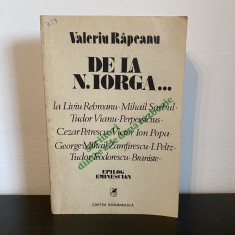 Valeriu Râpeanu
DE LA
N. IORGA...
la Liviu Rebreanu · Mihail Sorbul ·
Tudor Vianu · Perpessicius ·
Cezar Petrescu · Victor Ion Popa ·
George Mihail Zamfirescu · I. Peltz ·
Tudor Teodorescu - Braniste ·
EPILOG
EMINESCIAN
CARTEA ROMÂNEASCĂ